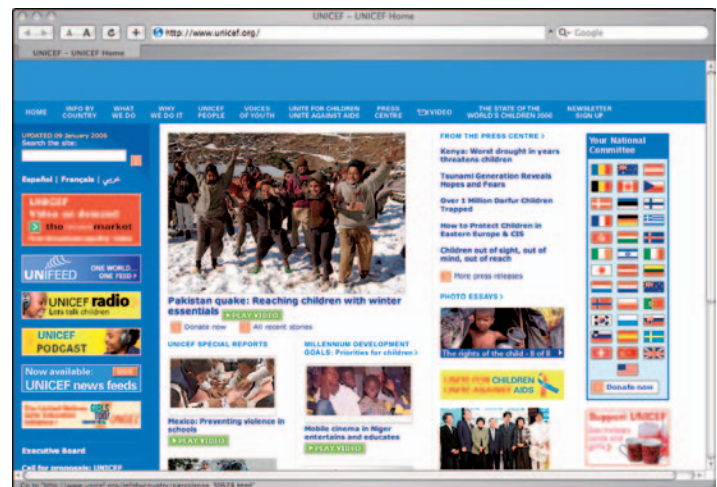 UNICEF – UNICEF Home
A A
http://www.unicef.org/
Google
UNICEF – UNICEF Home
HOME
INFO BY
COUNTRY
WHAT
WE DO
WHY
WE DO IT
UNICEF
PEOPLE
VOICES
OF YOUTH
UNITE FOR CHILDREN
UNITE AGAINST AIDS
PRESS
CENTRE
VIDEO
THE STATE OF THE
WORLD'S CHILDREN 2006
NEWSLETTER
SIGN UP
UPDATED 09 January 2006
Search the site:
Español | Français | عربي
UNICEF
Video on demand
the market
UNIFEED
ONE WORLD...
ONE FEED >
UNICEF radio
Lets talk children
UNICEF
PODCAST
Now available:
UNICEF news feeds
GIRLS
TOO!
Executive Board
Call for proposals: UNICEF
Pakistan quake: Reaching children with winter
essentials PLAY VIDEO
Donate now
All recent stories
UNICEF SPECIAL REPORTS
Mexico: Preventing violence in
schools
PLAY VIDEO
MILLENNIUM DEVELOPMENT
GOALS: Priorities for children >
Mobile cinema in Niger
entertains and educates
PLAY VIDEO
FROM THE PRESS CENTRE >
Kenya: Worst drought in years
threatens children
Tsunami Generation Reveals
Hopes and Fears
Over 1 Million Darfur Children
Trapped
How to Protect Children in
Eastern Europe & CIS
Children out of sight, out of
mind, out of reach
More press releases
PHOTO ESSAYS >
The rights of the child - II of II
UNITE FOR CHILDREN
UNITE AGAINST AIDS
Your National
Committee
Donate now
Support UNICEF